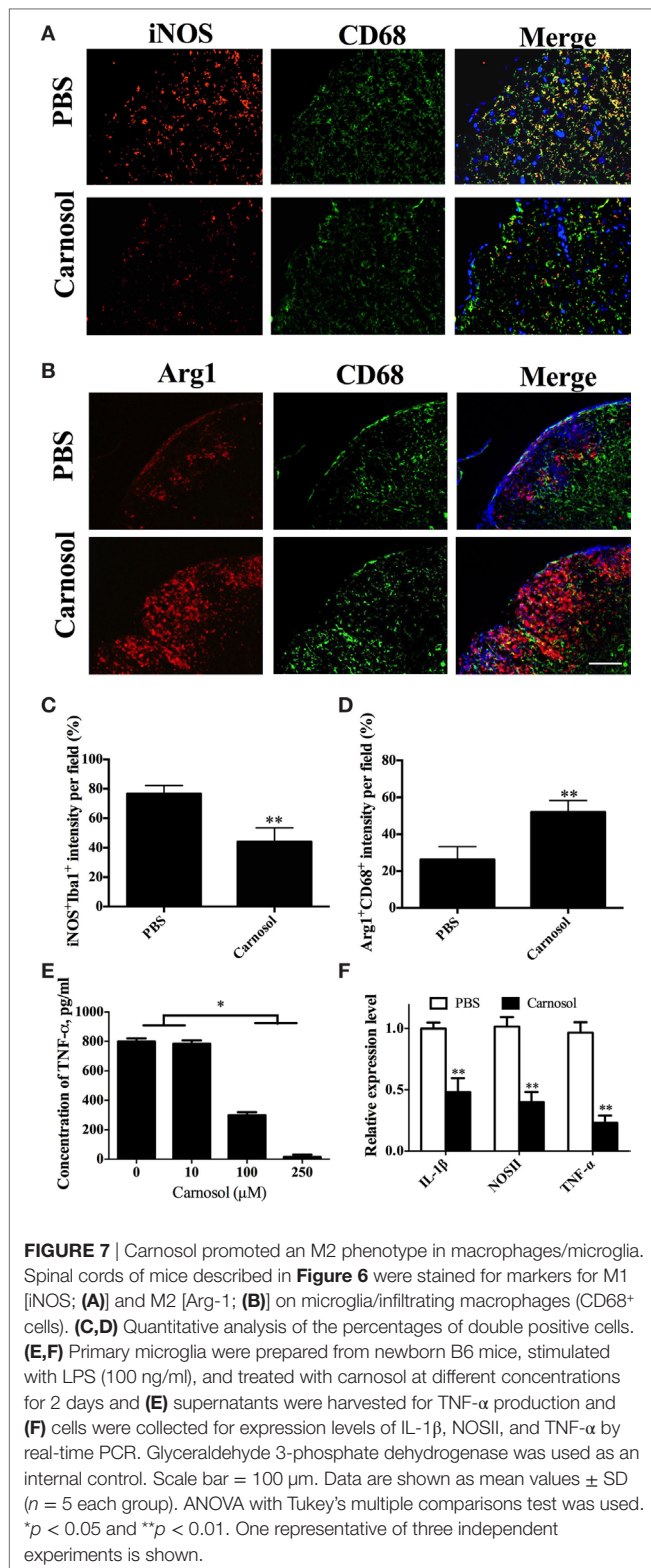 A
iNOS CD68 Merge
PBS
Carnosol
B
Arg1 CD68 Merge
PBS
Carnosol
C
iNOS⁺Iba1⁺ intensity per field (%)
100
80
60
40
20
0
**
PBS Carnosol
D
Arg1⁺CD68⁺ intensity per field (%)
80
60
40
20
0
**
PBS Carnosol
E
Concentration of TNF-α, pg/ml
1000
800
600
400
200
0
*
0 10 100 250
Carnosol (µM)
F
PBS Carnosol
Relative expression level
1.0
0.5
0.0
** ** **
IL-1β NOSII TNF-α
FIGURE 7 | Carnosol promoted an M2 phenotype in macrophages/microglia.
Spinal cords of mice described in Figure 6 were stained for markers for M1
[iNOS; (A)] and M2 [Arg-1; (B)] on microglia/infiltrating macrophages (CD68⁺
cells). (C,D) Quantitative analysis of the percentages of double positive cells.
(E,F) Primary microglia were prepared from newborn B6 mice, stimulated
with LPS (100 ng/ml), and treated with carnosol at different concentrations
for 2 days and (E) supernatants were harvested for TNF-α production and
(F) cells were collected for expression levels of IL-1β, NOSII, and TNF-α by
real-time PCR. Glyceraldehyde 3-phosphate dehydrogenase was used as an
internal control. Scale bar = 100 µm. Data are shown as mean values ± SD
(n = 5 each group). ANOVA with Tukey's multiple comparisons test was used.
*p < 0.05 and **p < 0.01. One representative of three independent
experiments is shown.